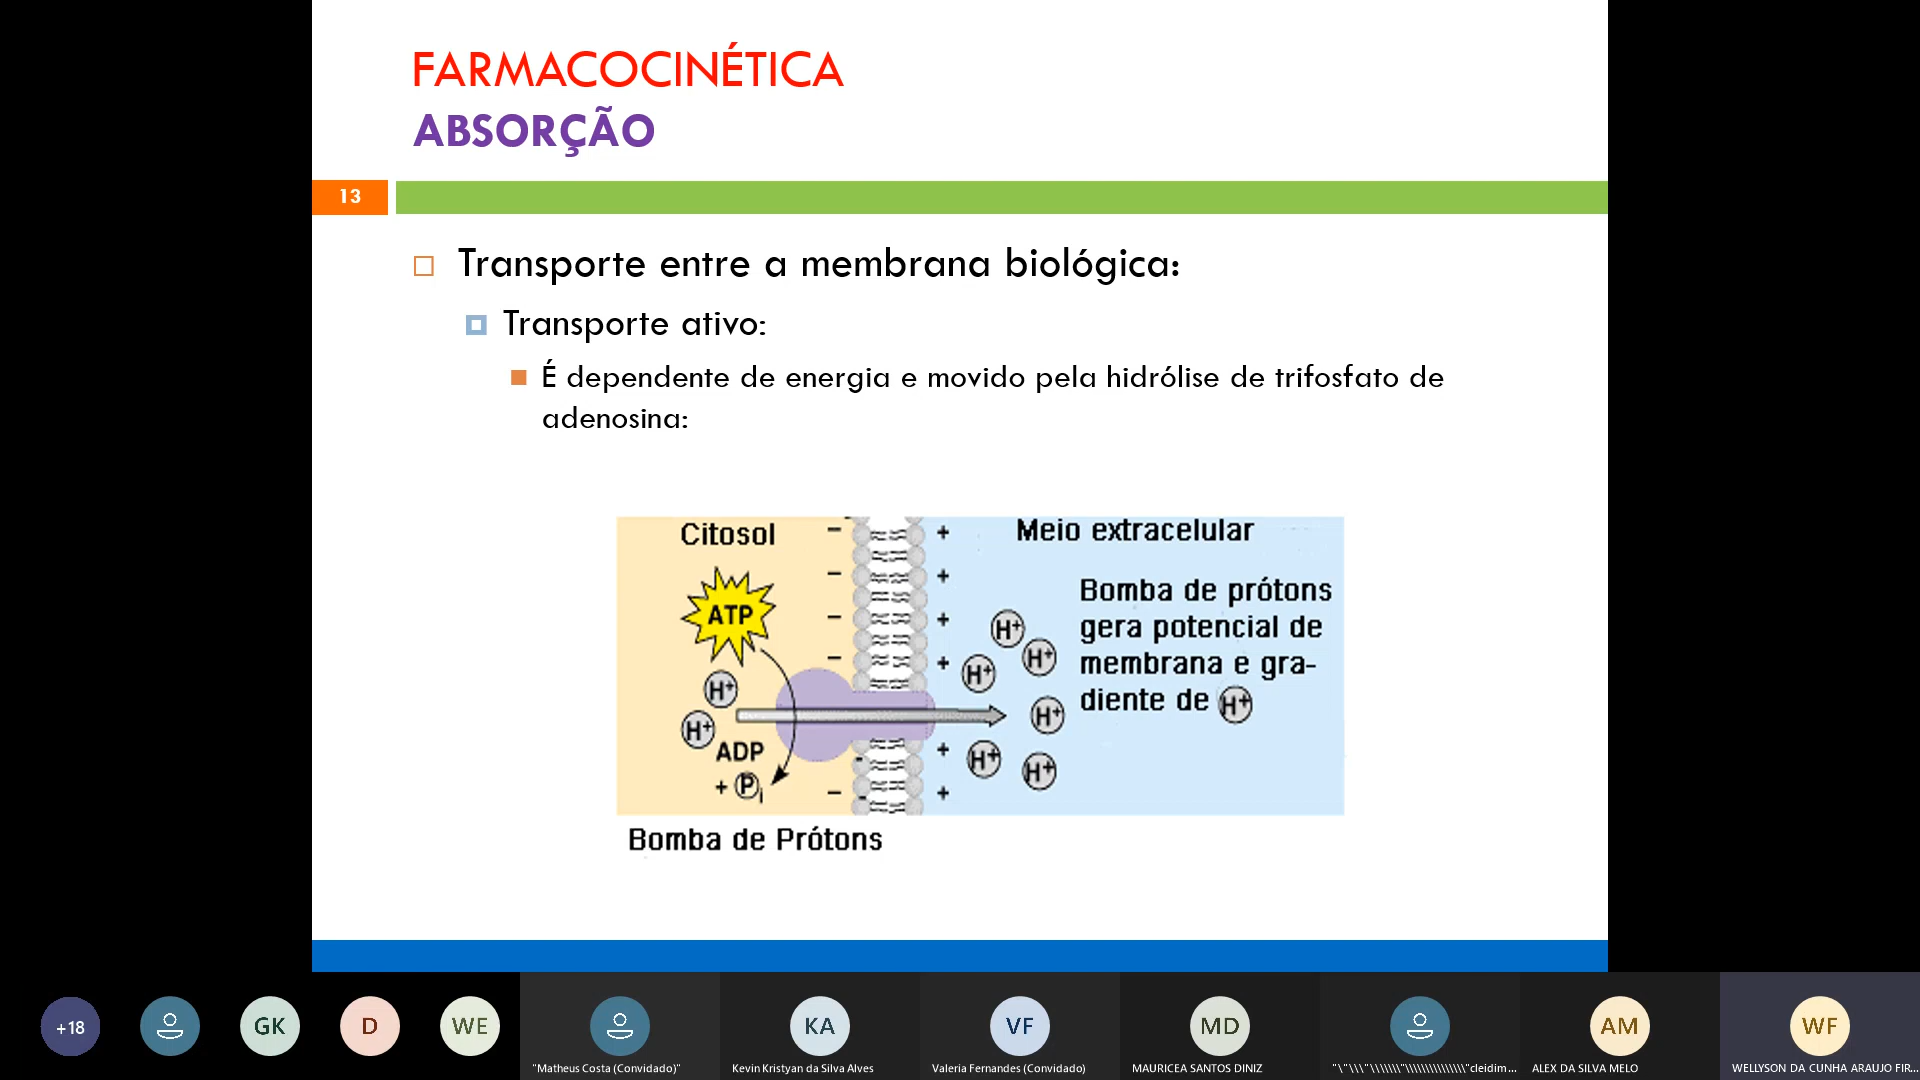 FARMACOCINÉTICA
ABSORÇÃO
13
Transporte entre a membrana biológica:
Transporte ativo:
É dependente de energia e movido pela hidrólise de trifosfato de
adenosina:
Citosol
Meio extracelular
ATP
Bomba de prótons
gera potencial de
membrana e gra-
diente de H+
H+
H+
H+
H+
H+
H+
H+
H+
ADP
+ Pi
Bomba de Prótons
+18
GK
D
WE
KA
VF
MD
AM
WF
"Matheus Costa (Convidado)"
Kevin Kristyan da Silva Alves
Valeria Fernandes (Convidado)
MAURICEA SANTOS DINIZ
"\"\\\"\\\\\\\"\\\\\\\\\\\\\\\"cleidim...
ALEX DA SILVA MELO
WELLYSON DA CUNHA ARAUJO FIR...